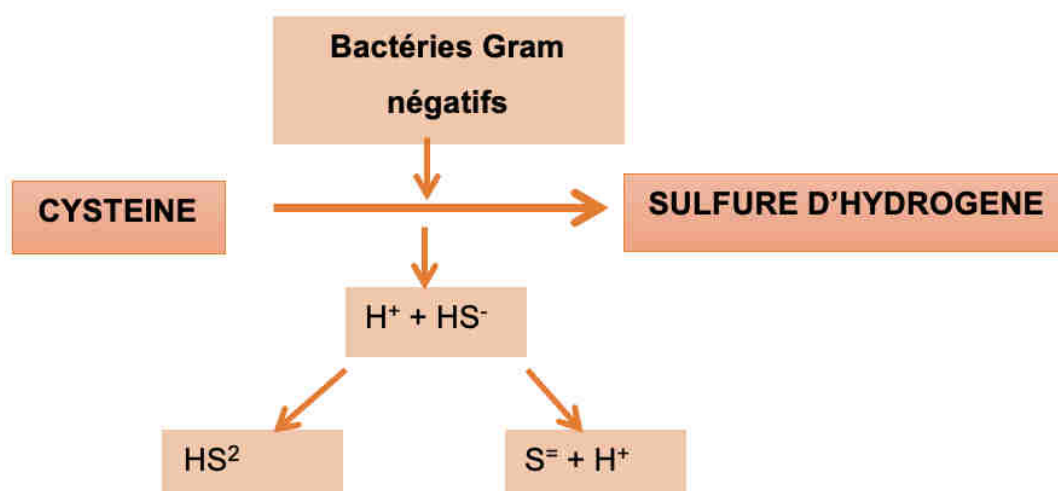 Bactéries Gram
négatifs
CYSTEINE
SULFURE D’HYDROGENE
H⁺ + HS⁻
HS²
S⁼ + H⁺